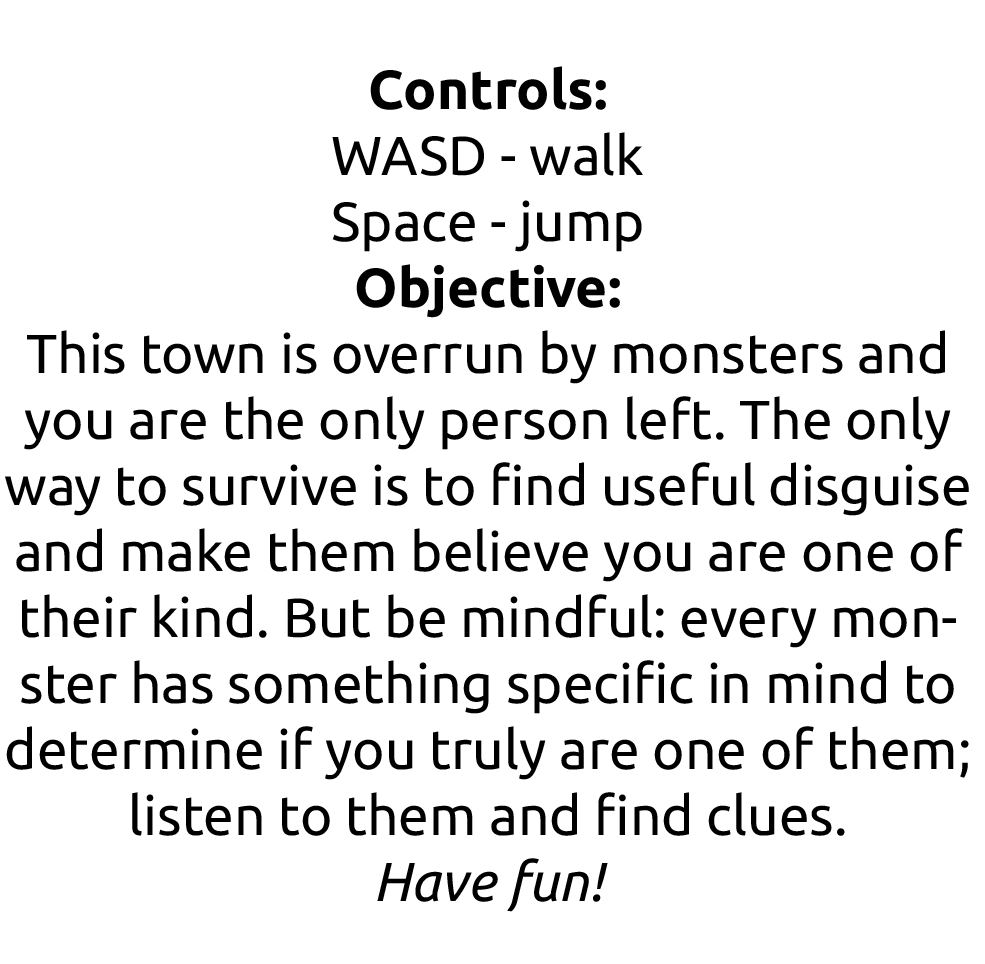 Controls:
WASD - walk
Space - jump
Objective:
This town is overrun by monsters and
you are the only person left. The only
way to survive is to find useful disguise
and make them believe you are one of
their kind. But be mindful: every mon-
ster has something specific in mind to
determine if you truly are one of them;
listen to them and find clues.
Have fun!